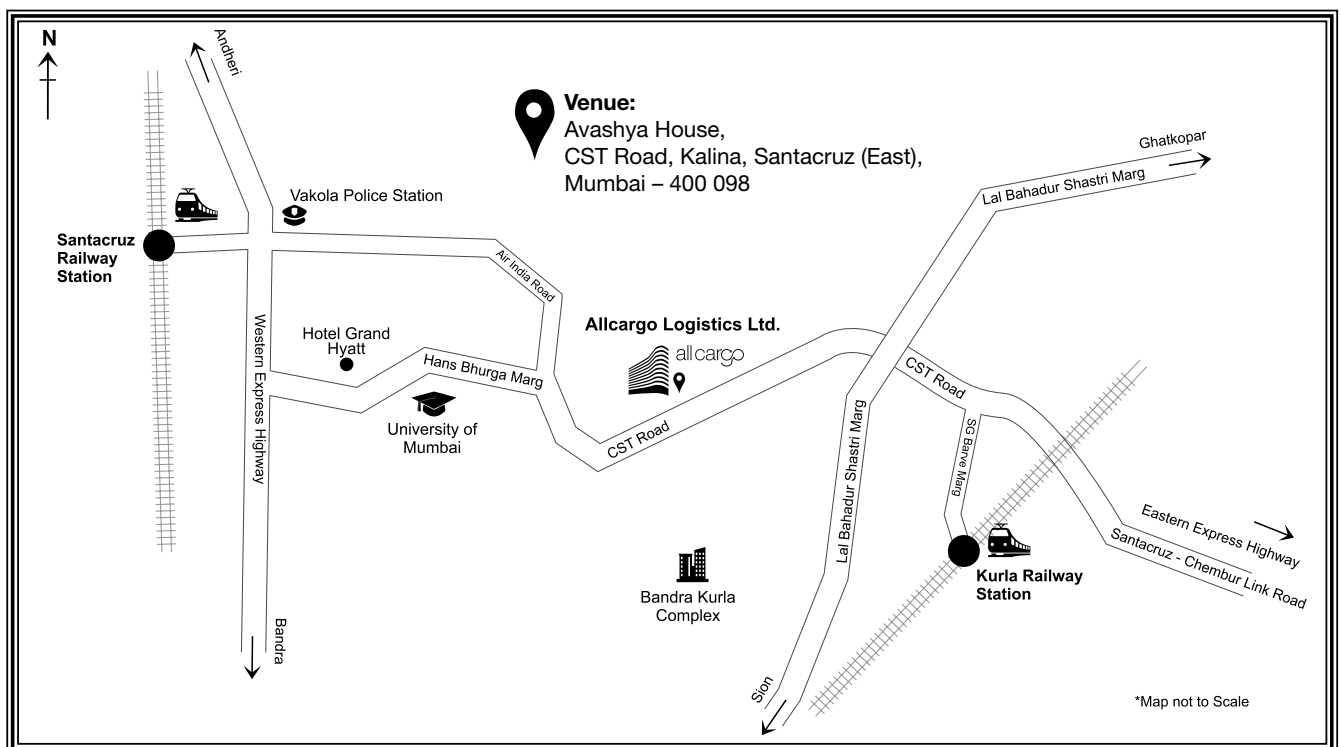 N
Andheri
Venue:
Avashya House,
CST Road, Kalina, Santacruz (East),
Mumbai – 400 098
Ghatkopar
Lal Bahadur Shastri Marg
Vakola Police Station
Santacruz
Railway
Station
Air India Road
Western Express Highway
Hotel Grand
Hyatt
Hans Bhurga Marg
University of
Mumbai
Allcargo Logistics Ltd.
allcargo
CST Road
CST Road
SG Barve Marg
Lal Bahadur Shastri Marg
Eastern Express Highway
Santacruz - Chembur Link Road
Kurla Railway
Station
Bandra Kurla
Complex
Bandra
Sion
*Map not to Scale